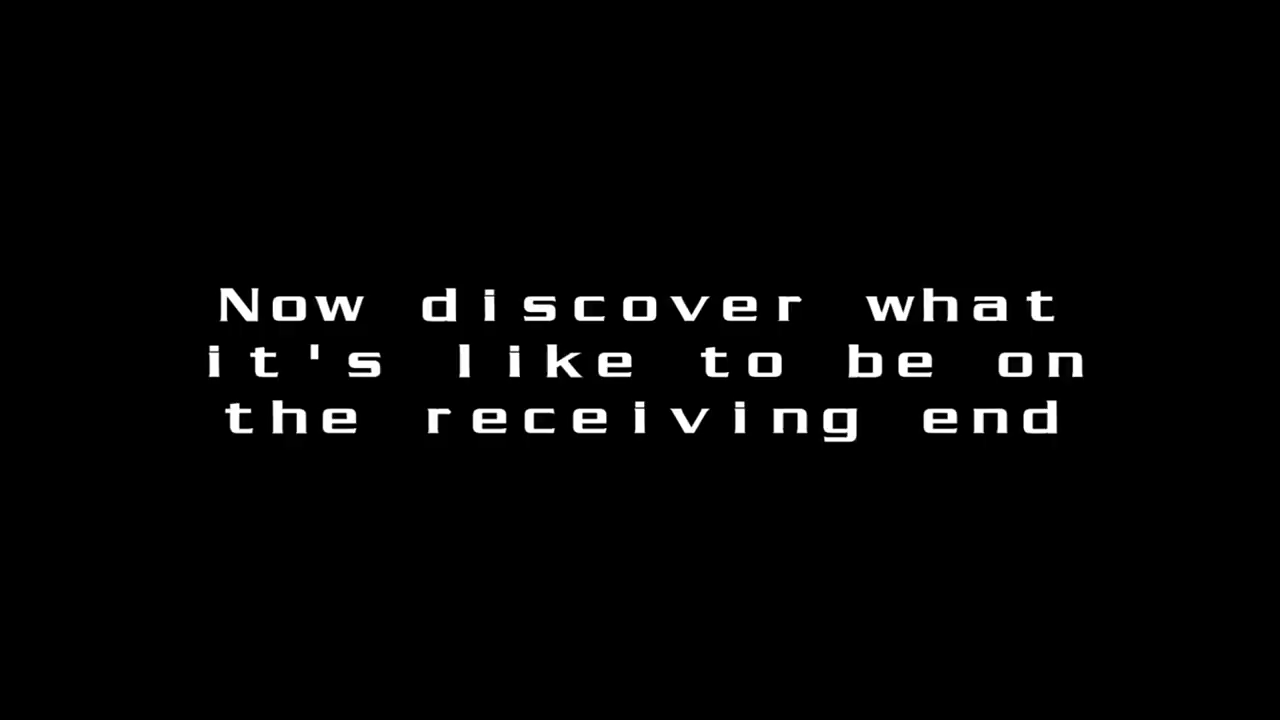 Now discover what
it's like to be on
the receiving end